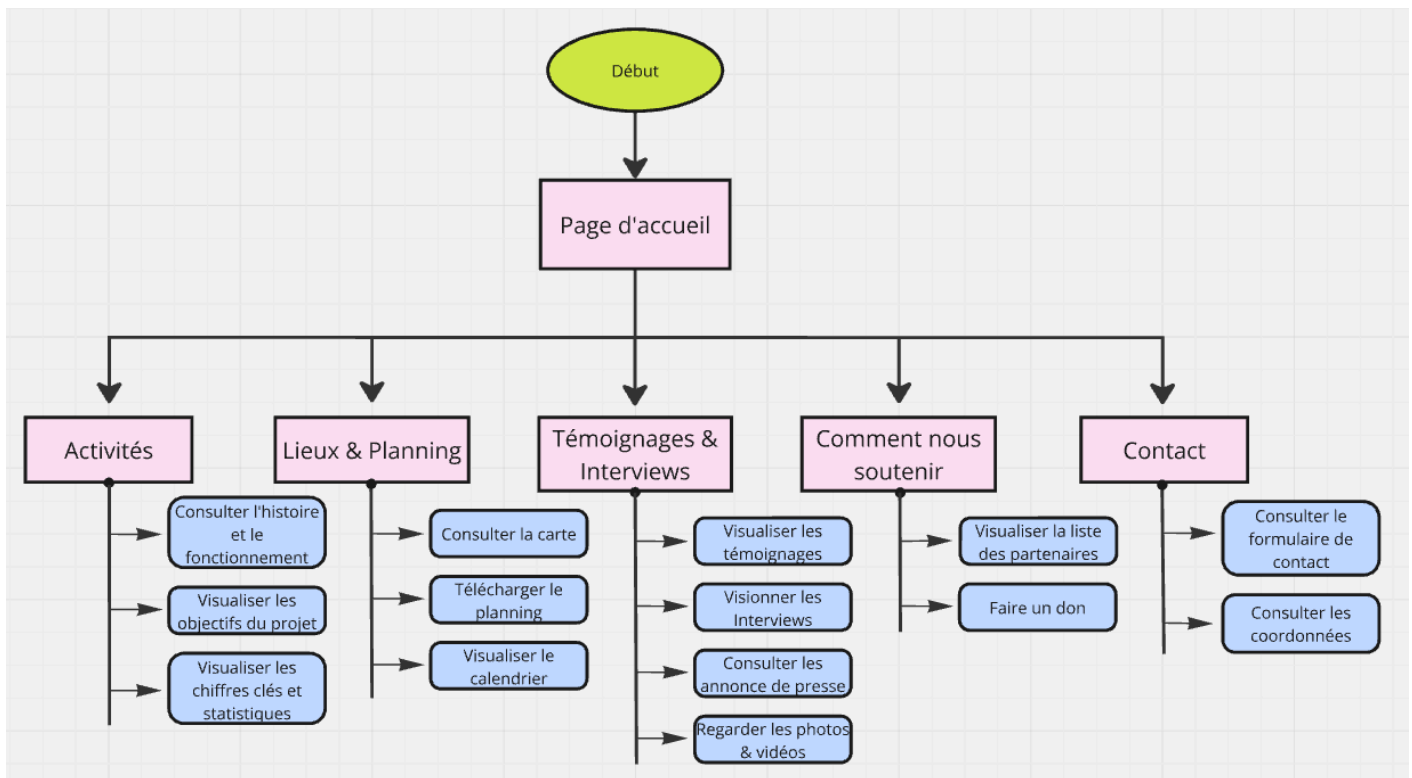 Début
Page d'accueil
Activités
Consulter l'histoire
et le
fonctionnement
Visualiser les
objectifs du projet
Visualiser les
chiffres clés et
statistiques
Lieux & Planning
Consulter la carte
Télécharger le
planning
Visualiser le
calendrier
Témoignages &
Interviews
Visualiser les
témoignages
Visionner les
Interviews
Consulter les
annonce de presse
Regarder les photos
& vidéos
Comment nous
soutenir
Visualiser la liste
des partenaires
Faire un don
Contact
Consulter le
formulaire de
contact
Consulter les
coordonnées